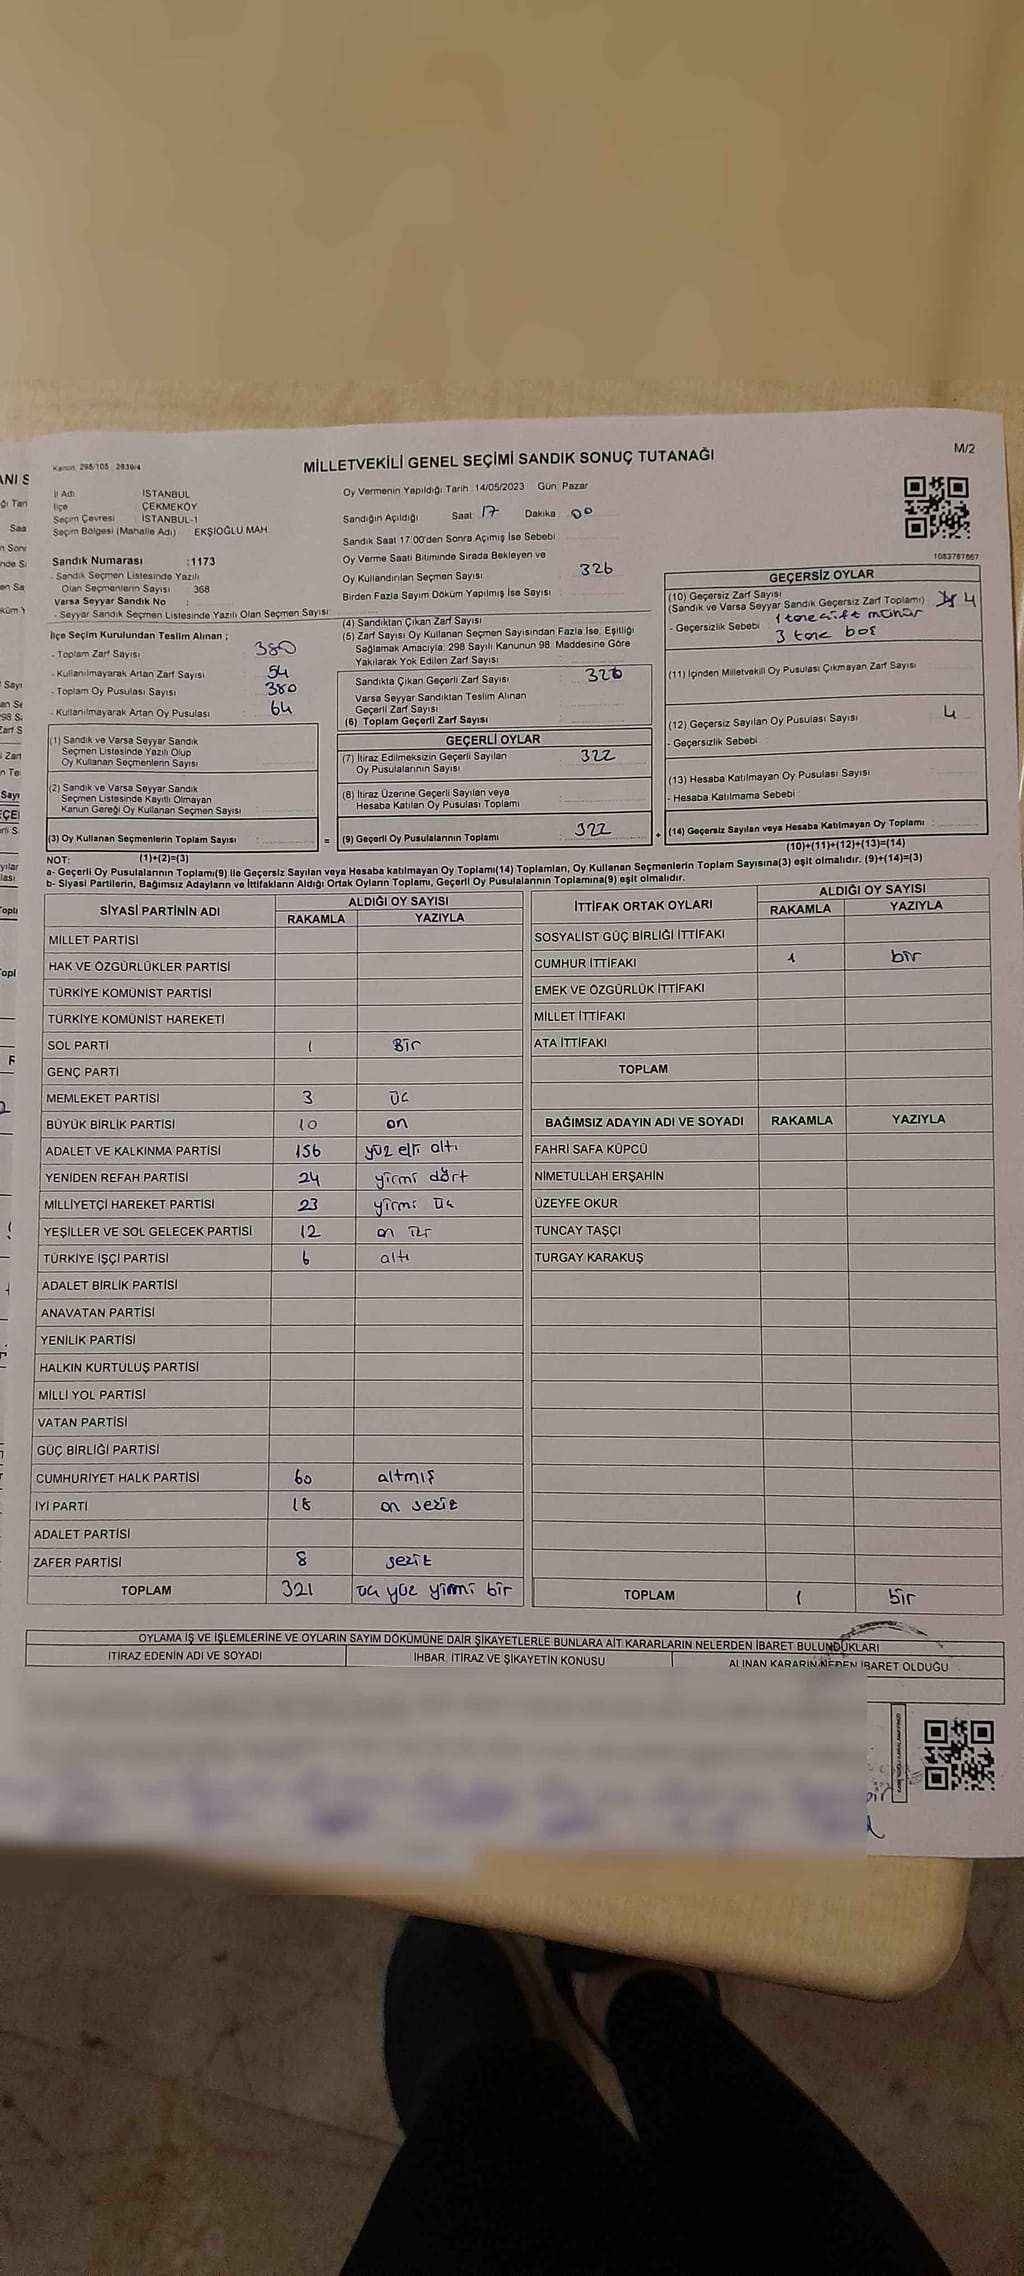 Kanun, 298/105 2839/4
MİLLETVEKİLİ GENEL SEÇİMİ SANDIK SONUÇ TUTANAĞI
M/2
İl Adı İSTANBUL
İlçe ÇEKMEKÖY
Seçim Çevresi İSTANBUL-1
Seçim Bölgesi (Mahalle Adı) EKŞİOĞLU MAH.
Sandık Numarası :1173
- Sandık Seçmen Listesinde Yazılı
Olan Seçmenlerin Sayısı 368
Varsa Seyyar Sandık No :
- Seyyar Sandık Seçmen Listesinde Yazılı Olan Seçmen Sayısı:
İlçe Seçim Kurulundan Teslim Alınan ;
- Toplam Zarf Sayısı 380
- Kullanılmayarak Artan Zarf Sayısı 54
- Toplam Oy Pusulası Sayısı 380
- Kullanılmayarak Artan Oy Pusulası 64
(1) Sandık ve Varsa Seyyar Sandık
Seçmen Listesinde Yazılı Olup
Oy Kullanan Seçmenlerin Sayısı
(2) Sandık ve Varsa Seyyar Sandık
Seçmen Listesinde Kayıtlı Olmayan
Kanun Gereği Oy Kullanan Seçmen Sayısı
(3) Oy Kullanan Seçmenlerin Toplam Sayısı :
Oy Vermenin Yapıldığı Tarih 14/05/2023 Gün: Pazar
Sandığın Açıldığı Saat 17 Dakika 00
Sandık Saat 17:00'den Sonra Açımış İse Sebebi
Oy Verme Saati Bitiminde Sırada Bekleyen ve
Oy Kullandırılan Seçmen Sayısı 326
Birden Fazla Sayım Döküm Yapılmış İse Sayısı
(4) Sandıktan Çıkan Zarf Sayısı
(5) Zarf Sayısı Oy Kullanan Seçmen Sayısından Fazla İse, Eşitliği
Sağlamak Amacıyla, 298 Sayılı Kanunun 98. Maddesine Göre
Yakılarak Yok Edilen Zarf Sayısı
Sandıkta Çıkan Geçerli Zarf Sayısı 326
Varsa Seyyar Sandıktan Teslim Alınan
Geçerli Zarf Sayısı
(6) Toplam Geçerli Zarf Sayısı
GEÇERLİ OYLAR
(7) İtiraz Edilmeksizin Geçerli Sayılan
Oy Pusulalarının Sayısı 322
(8) İtiraz Üzerine Geçerli Sayılan veya
Hesaba Katılan Oy Pusulası Toplamı
= (9) Geçerli Oy Pusulalarının Toplamı 322
1083787867
GEÇERSİZ OYLAR
(10) Geçersiz Zarf Sayısı
(Sandık ve Varsa Seyyar Sandık Geçersiz Zarf Toplamı) 4
- Geçersizlik Sebebi 1 tane çift mühür
3 tane boş
(11) İçinden Milletvekili Oy Pusulası Çıkmayan Zarf Sayısı
(12) Geçersiz Sayılan Oy Pusulası Sayısı 4
- Geçersizlik Sebebi
(13) Hesaba Katılmayan Oy Pusulası Sayısı
- Hesaba Katılmama Sebebi
+ (14) Geçersiz Sayılan veya Hesaba Katılmayan Oy Toplamı
NOT: (1)+(2)=(3) (10)+(11)+(12)+(13)=(14)
a- Geçerli Oy Pusulalarının Toplamı(9) ile Geçersiz Sayılan veya Hesaba katılmayan Oy Toplamı(14) Toplamları, Oy Kullanan Seçmenlerin Toplam Sayısına(3) eşit olmalıdır. (9)+(14)=(3)
b- Siyasi Partilerin, Bağımsız Adayların ve İttifakların Aldığı Ortak Oyların Toplamı, Geçerli Oy Pusulalarının Toplamına(9) eşit olmalıdır.
SİYASİ PARTİNİN ADI ALDIĞI OY SAYISI
RAKAMLA YAZIYLA
MİLLET PARTİSİ
HAK VE ÖZGÜRLÜKLER PARTİSİ
TÜRKİYE KOMÜNİST PARTİSİ
TÜRKİYE KOMÜNİST HAREKETİ
SOL PARTİ 1 Bir
GENÇ PARTİ
MEMLEKET PARTİSİ 3 üç
BÜYÜK BİRLİK PARTİSİ 10 on
ADALET VE KALKINMA PARTİSİ 156 yüz elli altı
YENİDEN REFAH PARTİSİ 24 yirmi dört
MİLLİYETÇİ HAREKET PARTİSİ 23 yirmi üç
YEŞİLLER VE SOL GELECEK PARTİSİ 12 on iki
TÜRKİYE İŞÇİ PARTİSİ 6 altı
ADALET BİRLİK PARTİSİ
ANAVATAN PARTİSİ
YENİLİK PARTİSİ
HALKIN KURTULUŞ PARTİSİ
MİLLİ YOL PARTİSİ
VATAN PARTİSİ
GÜÇ BİRLİĞİ PARTİSİ
CUMHURİYET HALK PARTİSİ 60 altmış
İYİ PARTİ 18 on sekiz
ADALET PARTİSİ
ZAFER PARTİSİ 8 sekiz
TOPLAM 321 üç yüz yirmi bir
İTTİFAK ORTAK OYLARI ALDIĞI OY SAYISI
RAKAMLA YAZIYLA
SOSYALİST GÜÇ BİRLİĞİ İTTİFAKI
CUMHUR İTTİFAKI 1 bir
EMEK VE ÖZGÜRLÜK İTTİFAKI
MİLLET İTTİFAKI
ATA İTTİFAKI
TOPLAM
BAĞIMSIZ ADAYIN ADI VE SOYADI RAKAMLA YAZIYLA
FAHRİ SAFA KÜPCÜ
NİMETULLAH ERŞAHİN
ÜZEYFE OKUR
TUNCAY TAŞÇI
TURGAY KARAKUŞ
TOPLAM 1 bir
OYLAMA İŞ VE İŞLEMLERİNE VE OYLARIN SAYIM DÖKÜMÜNE DAİR ŞİKAYETLERLE BUNLARA AİT KARARLARIN NELERDEN İBARET BULUNDUKLARI
İTİRAZ EDENİN ADI VE SOYADI İHBAR, İTİRAZ VE ŞİKAYETİN KONUSU ALINAN KARARIN NEDEN İBARET OLDUĞU